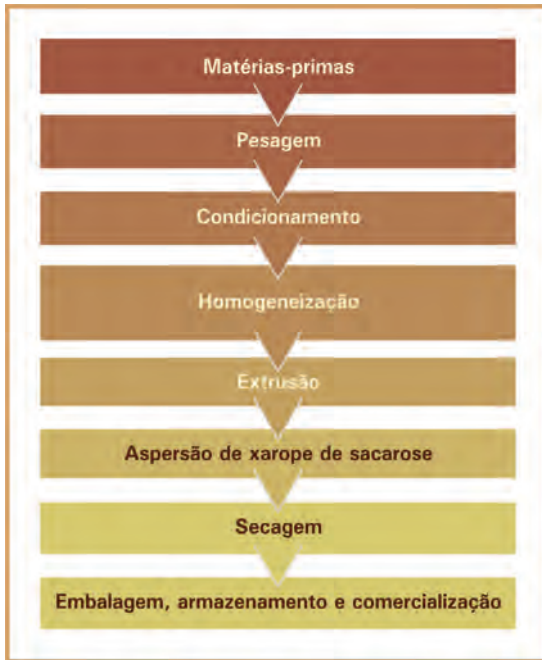 Matérias-primas
Pesagem
Condicionamento
Homogeneização
Extrusão
Aspersão de xarope de sacarose
Secagem
Embalagem, armazenamento e comercialização